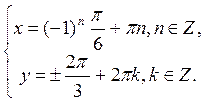 x = (-1)^n π/6 + πn, n ∈ Z,
y = ± 2π/3 + 2πk, k ∈ Z.